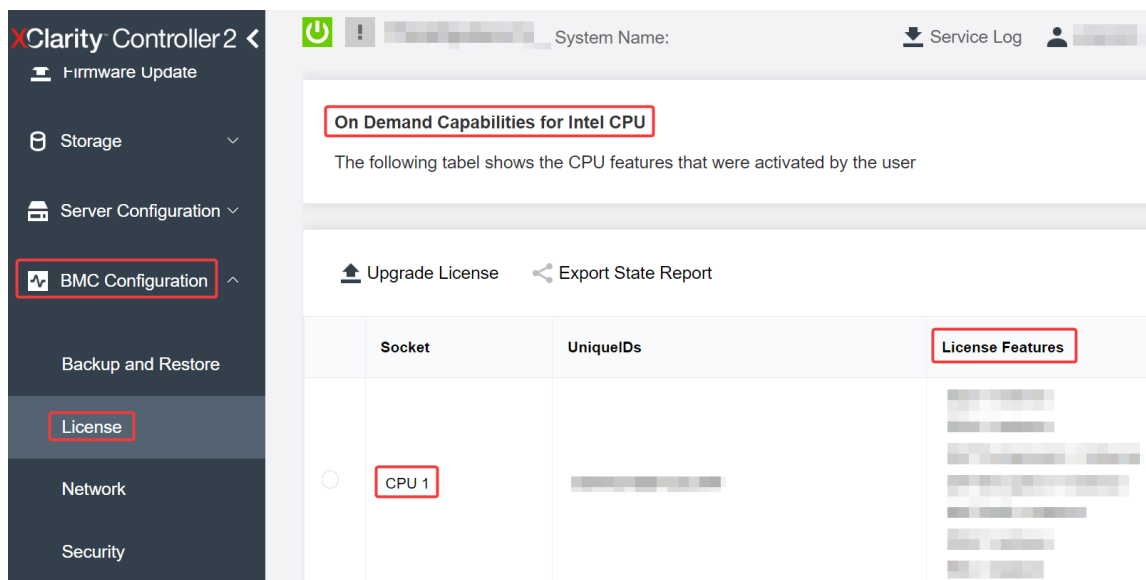 XClarity Controller 2
Firmware Update
Storage
Server Configuration
BMC Configuration
Backup and Restore
License
Network
Security
System Name:
Service Log
On Demand Capabilities for Intel CPU
The following tabel shows the CPU features that were activated by the user
Upgrade License
Export State Report
Socket
UniqueIDs
License Features
CPU 1